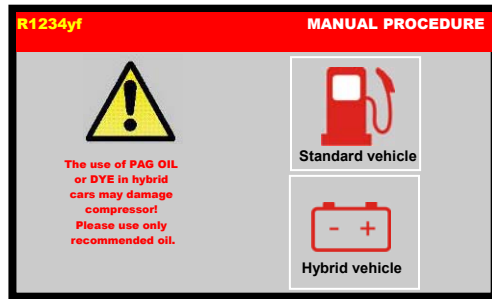 R1234yf
MANUAL PROCEDURE
The use of PAG OIL
or DYE in hybrid
cars may damage
compressor!
Please use only
recommended oil.
Standard vehicle
- +
Hybrid vehicle